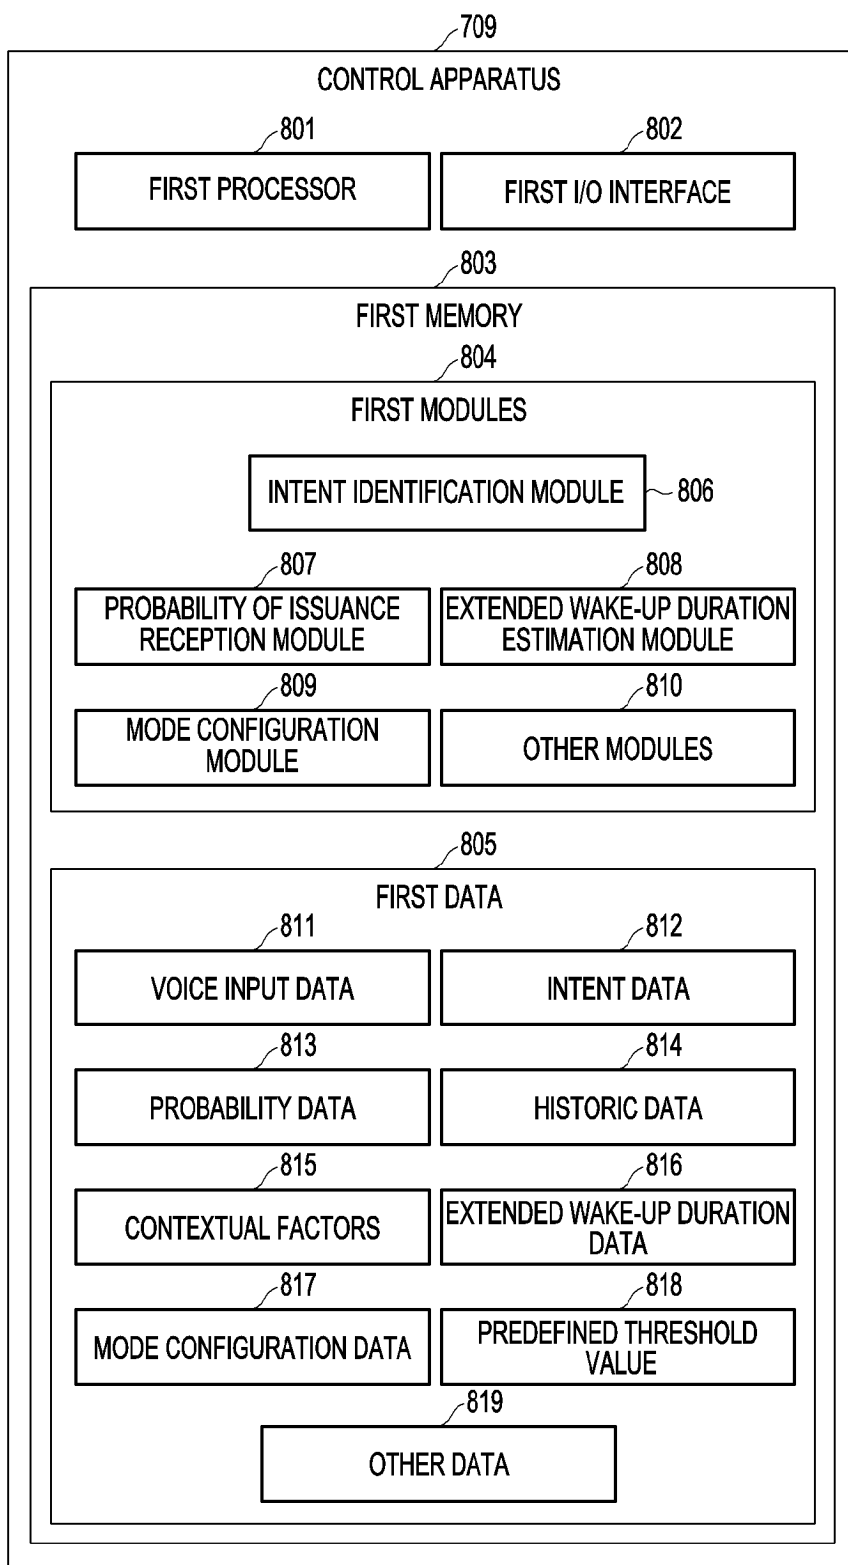 709
CONTROL APPARATUS
801
802
FIRST PROCESSOR
FIRST I/O INTERFACE
803
FIRST MEMORY
804
FIRST MODULES
INTENT IDENTIFICATION MODULE
806
807
808
PROBABILITY OF ISSUANCE
RECEPTION MODULE
EXTENDED WAKE-UP DURATION
ESTIMATION MODULE
809
810
MODE CONFIGURATION
MODULE
OTHER MODULES
805
FIRST DATA
811
812
VOICE INPUT DATA
INTENT DATA
813
814
PROBABILITY DATA
HISTORIC DATA
815
816
CONTEXTUAL FACTORS
EXTENDED WAKE-UP DURATION
DATA
817
818
MODE CONFIGURATION DATA
PREDEFINED THRESHOLD
VALUE
819
OTHER DATA